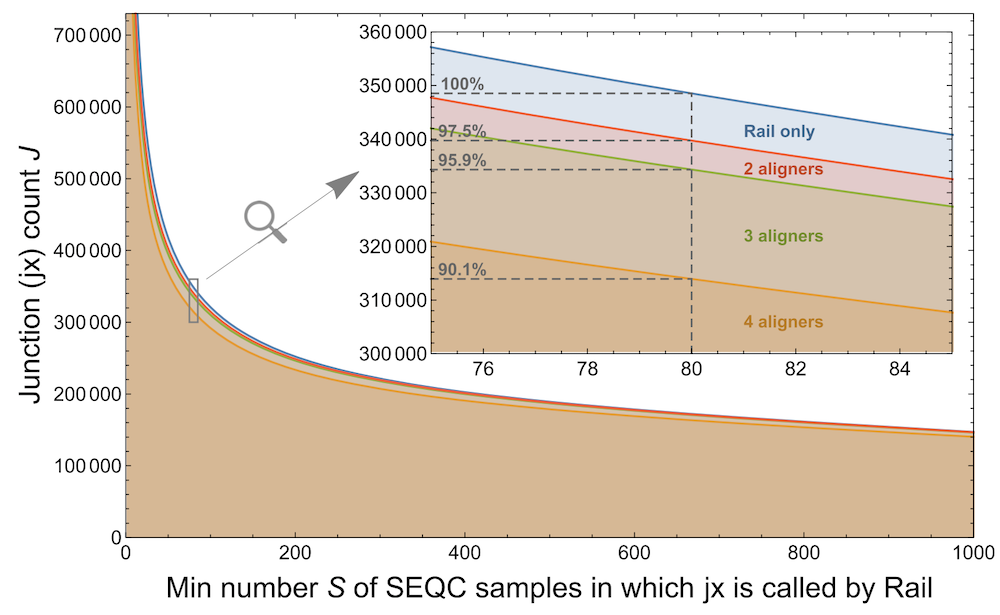 Junction (jx) count J
700 000
600 000
500 000
400 000
300 000
200 000
100 000
0
0 200 400 600 800 1000
Min number S of SEQC samples in which jx is called by Rail
360 000
350 000
340 000
330 000
320 000
310 000
300 000
76 78 80 82 84
100%
97.5%
95.9%
90.1%
Rail only
2 aligners
3 aligners
4 aligners